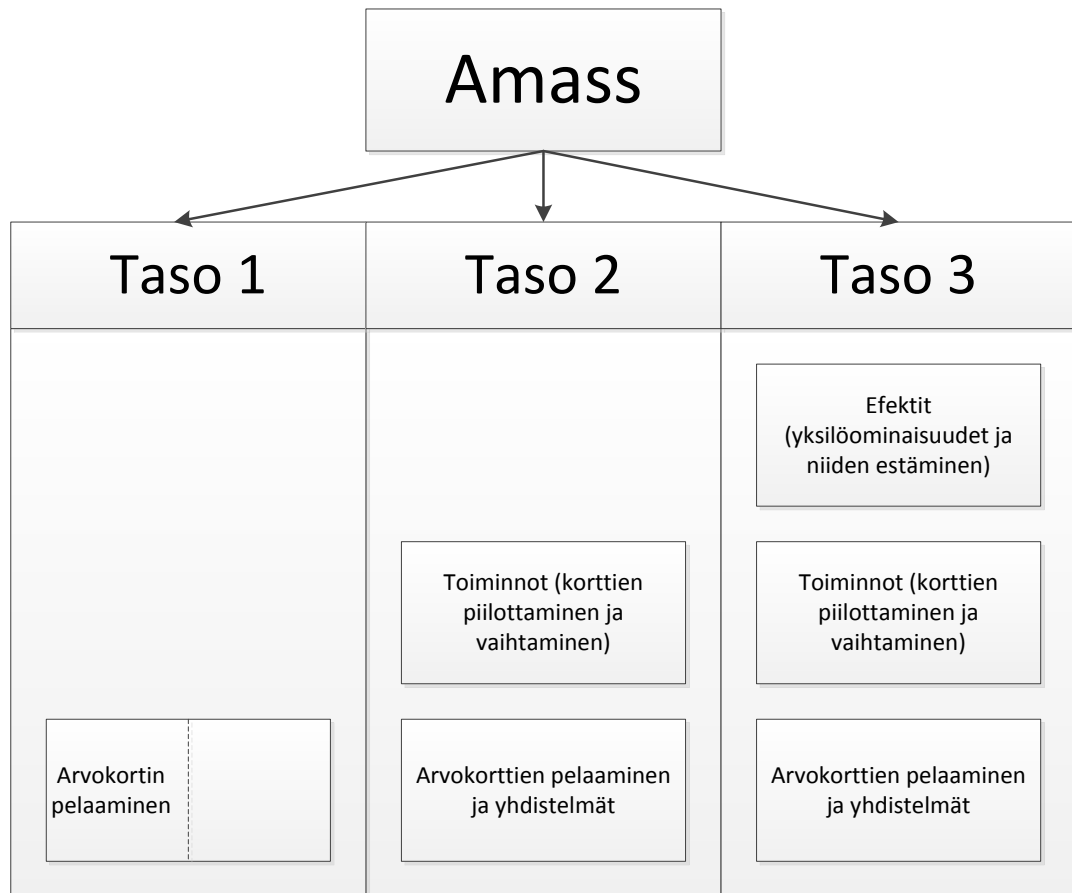 Amass
Taso 1
Taso 2
Taso 3
Efektit
(yksilöominaisuudet ja
niiden estäminen)
Toiminnot (korttien
piilottaminen ja
vaihtaminen)
Toiminnot (korttien
piilottaminen ja
vaihtaminen)
Arvokortin
pelaaminen
Arvokorttien pelaaminen
ja yhdistelmät
Arvokorttien pelaaminen
ja yhdistelmät